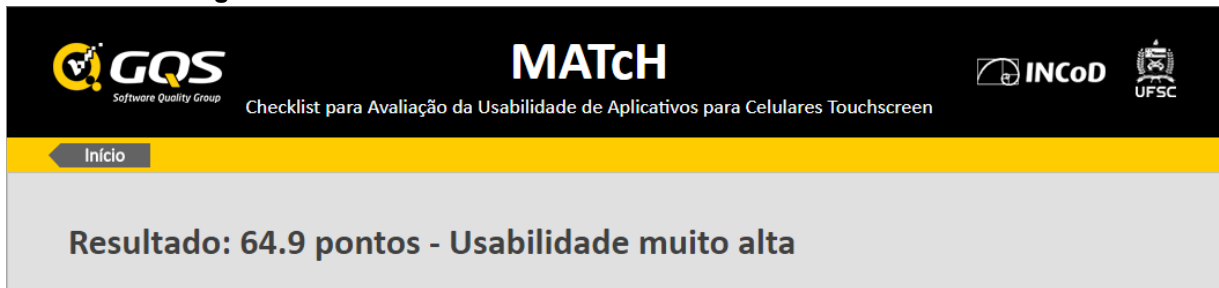 GQS
Software Quality Group
MATcH
Checklist para Avaliação da Usabilidade de Aplicativos para Celulares Touchscreen
INCoD
UFSC
Início
Resultado: 64.9 pontos - Usabilidade muito alta